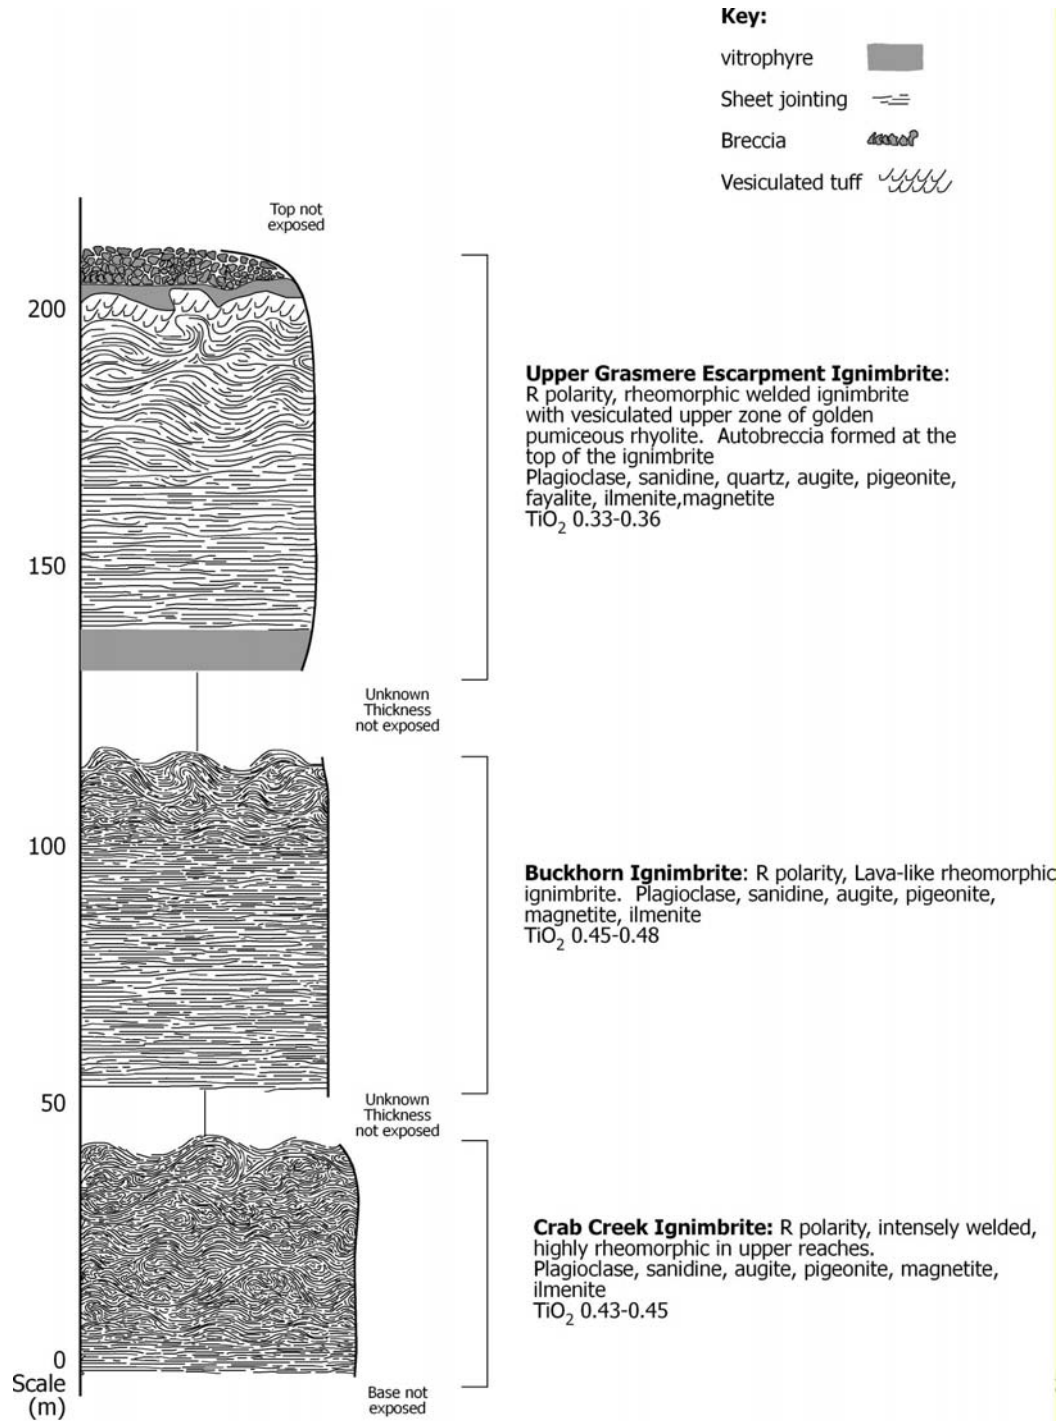 Key:
vitrophyre
Sheet jointing
Breccia
Vesiculated tuff
Top not
exposed
200
Upper Grasmere Escarpment Ignimbrite:
R polarity, rheomorphic welded ignimbrite
with vesiculated upper zone of golden
pumiceous rhyolite. Autobreccia formed at the
top of the ignimbrite
Plagioclase, sanidine, quartz, augite, pigeonite,
fayalite, ilmenite,magnetite
TiO2 0.33-0.36
150
Unknown
Thickness
not exposed
100
Buckhorn Ignimbrite: R polarity, Lava-like rheomorphic
ignimbrite. Plagioclase, sanidine, augite, pigeonite,
magnetite, ilmenite
TiO2 0.45-0.48
50
Unknown
Thickness
not exposed
Crab Creek Ignimbrite: R polarity, intensely welded,
highly rheomorphic in upper reaches.
Plagioclase, sanidine, augite, pigeonite, magnetite,
ilmenite
TiO2 0.43-0.45
0
Scale
(m)
Base not
exposed